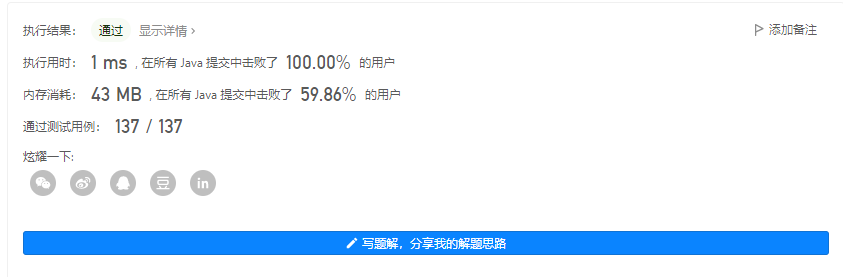 执行结果： 通过 显示详情 › 添加备注
执行用时： 1 ms , 在所有 Java 提交中击败了 100.00% 的用户
内存消耗： 43 MB , 在所有 Java 提交中击败了 59.86% 的用户
通过测试用例： 137 / 137
炫耀一下:
豆 in
写题解，分享我的解题思路